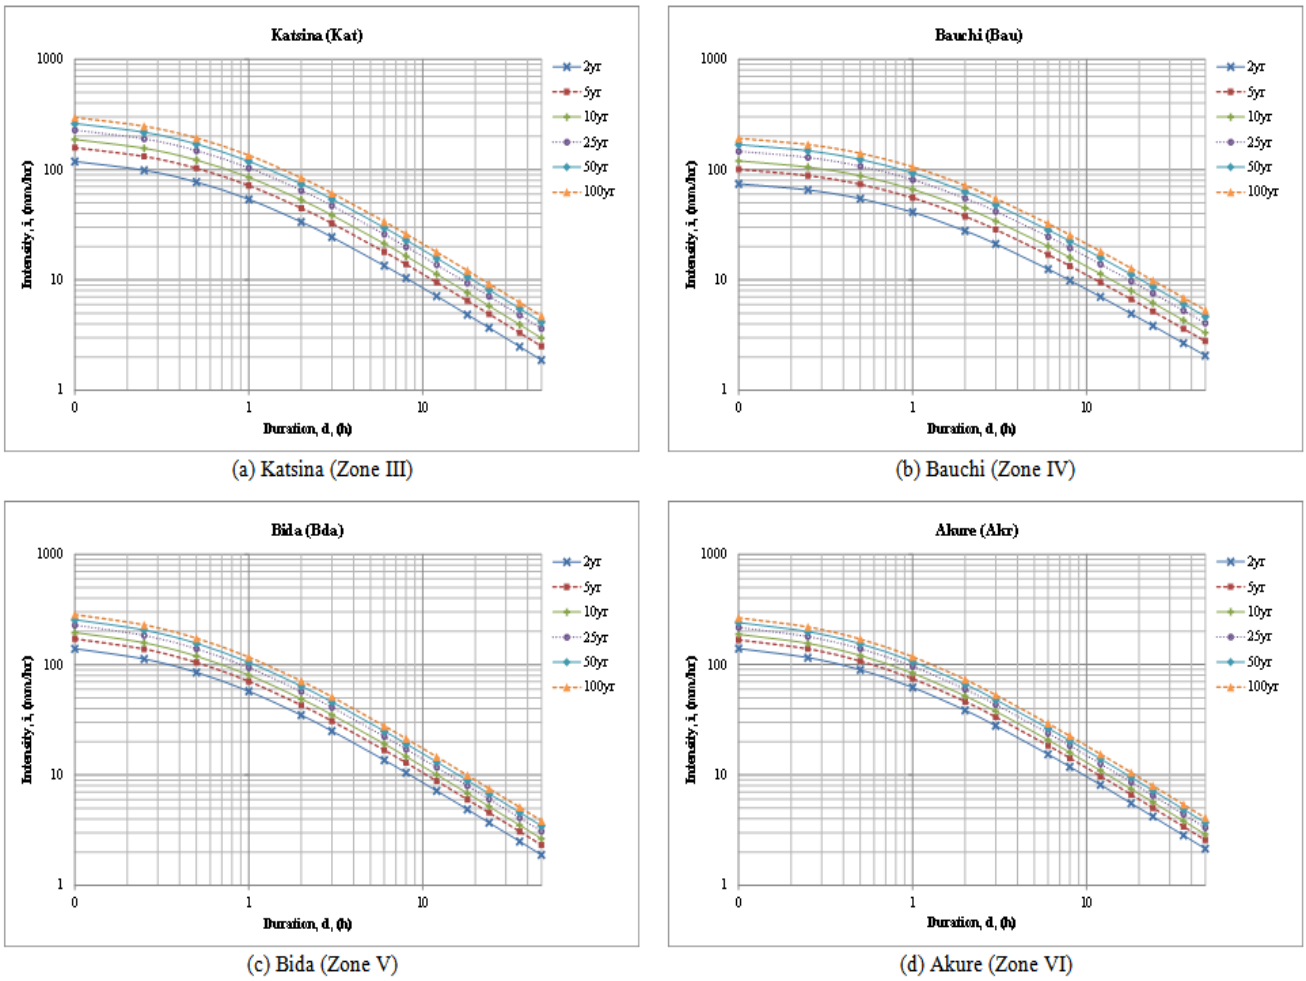 Katsina (Kat)
1000
100
10
1
0
1
10
Intensity, i, (mm/hr)
Duration, d, (h)
2yr
5yr
10yr
25yr
50yr
100yr
(a) Katsina (Zone III)
Bauchi (Bau)
1000
100
10
1
0
1
10
Intensity, i, (mm/hr)
Duration, d, (h)
2yr
5yr
10yr
25yr
50yr
100yr
(b) Bauchi (Zone IV)
Bida (Bda)
1000
100
10
1
0
1
10
Intensity, i, (mm/hr)
Duration, d, (h)
2yr
5yr
10yr
25yr
50yr
100yr
(c) Bida (Zone V)
Akure (Akr)
1000
100
10
1
0
1
10
Intensity, i, (mm/hr)
Duration, d, (h)
2yr
5yr
10yr
25yr
50yr
100yr
(d) Akure (Zone VI)